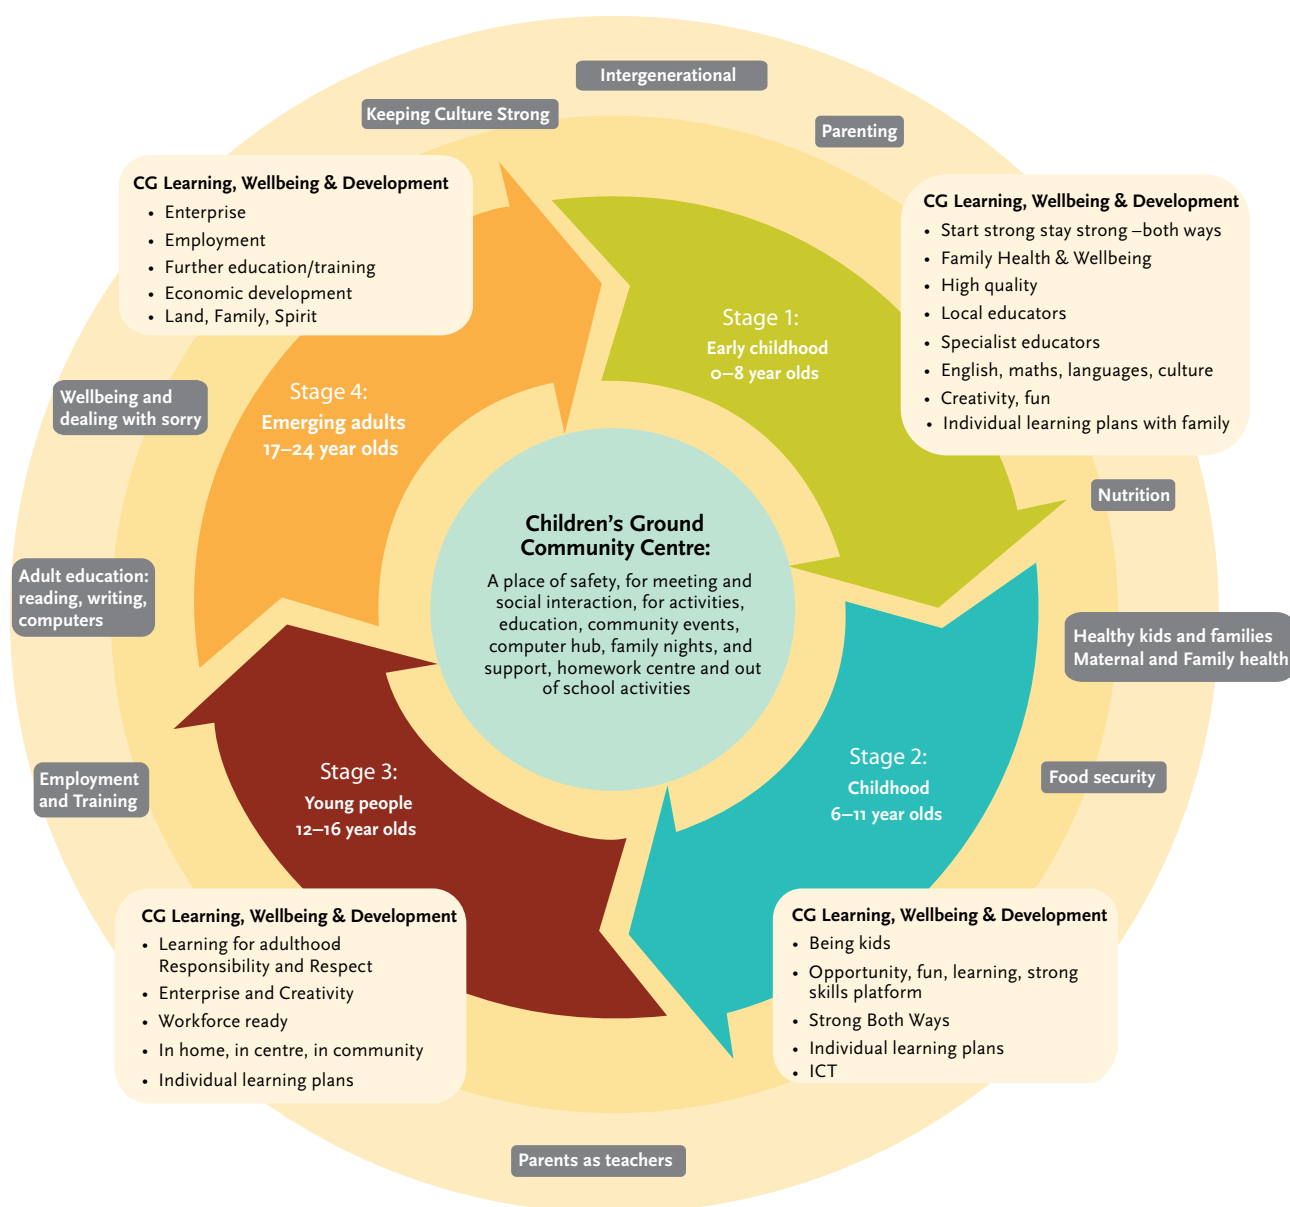 Intergenerational
Keeping Culture Strong
Parenting
CG Learning, Wellbeing & Development
• Enterprise
• Employment
• Further education/training
• Economic development
• Land, Family, Spirit
CG Learning, Wellbeing & Development
• Start strong stay strong –both ways
• Family Health & Wellbeing
• High quality
• Local educators
• Specialist educators
• English, maths, languages, culture
• Creativity, fun
• Individual learning plans with family
Stage 1:
Early childhood
0–8 year olds
Stage 4:
Emerging adults
17–24 year olds
Wellbeing and
dealing with sorry
Nutrition
Children’s Ground
Community Centre:
A place of safety, for meeting and
social interaction, for activities,
education, community events,
computer hub, family nights, and
support, homework centre and out
of school activities
Adult education:
reading, writing,
computers
Healthy kids and families
Maternal and Family health
Employment
and Training
Food security
Stage 3:
Young people
12–16 year olds
Stage 2:
Childhood
6–11 year olds
CG Learning, Wellbeing & Development
• Learning for adulthood-
Responsibility and Respect
• Enterprise and Creativity
• Workforce ready
• In home, in centre, in community
• Individual learning plans
CG Learning, Wellbeing & Development
• Being kids
• Opportunity, fun, learning, strong
skills platform
• Strong Both Ways
• Individual learning plans
• ICT
Parents as teachers